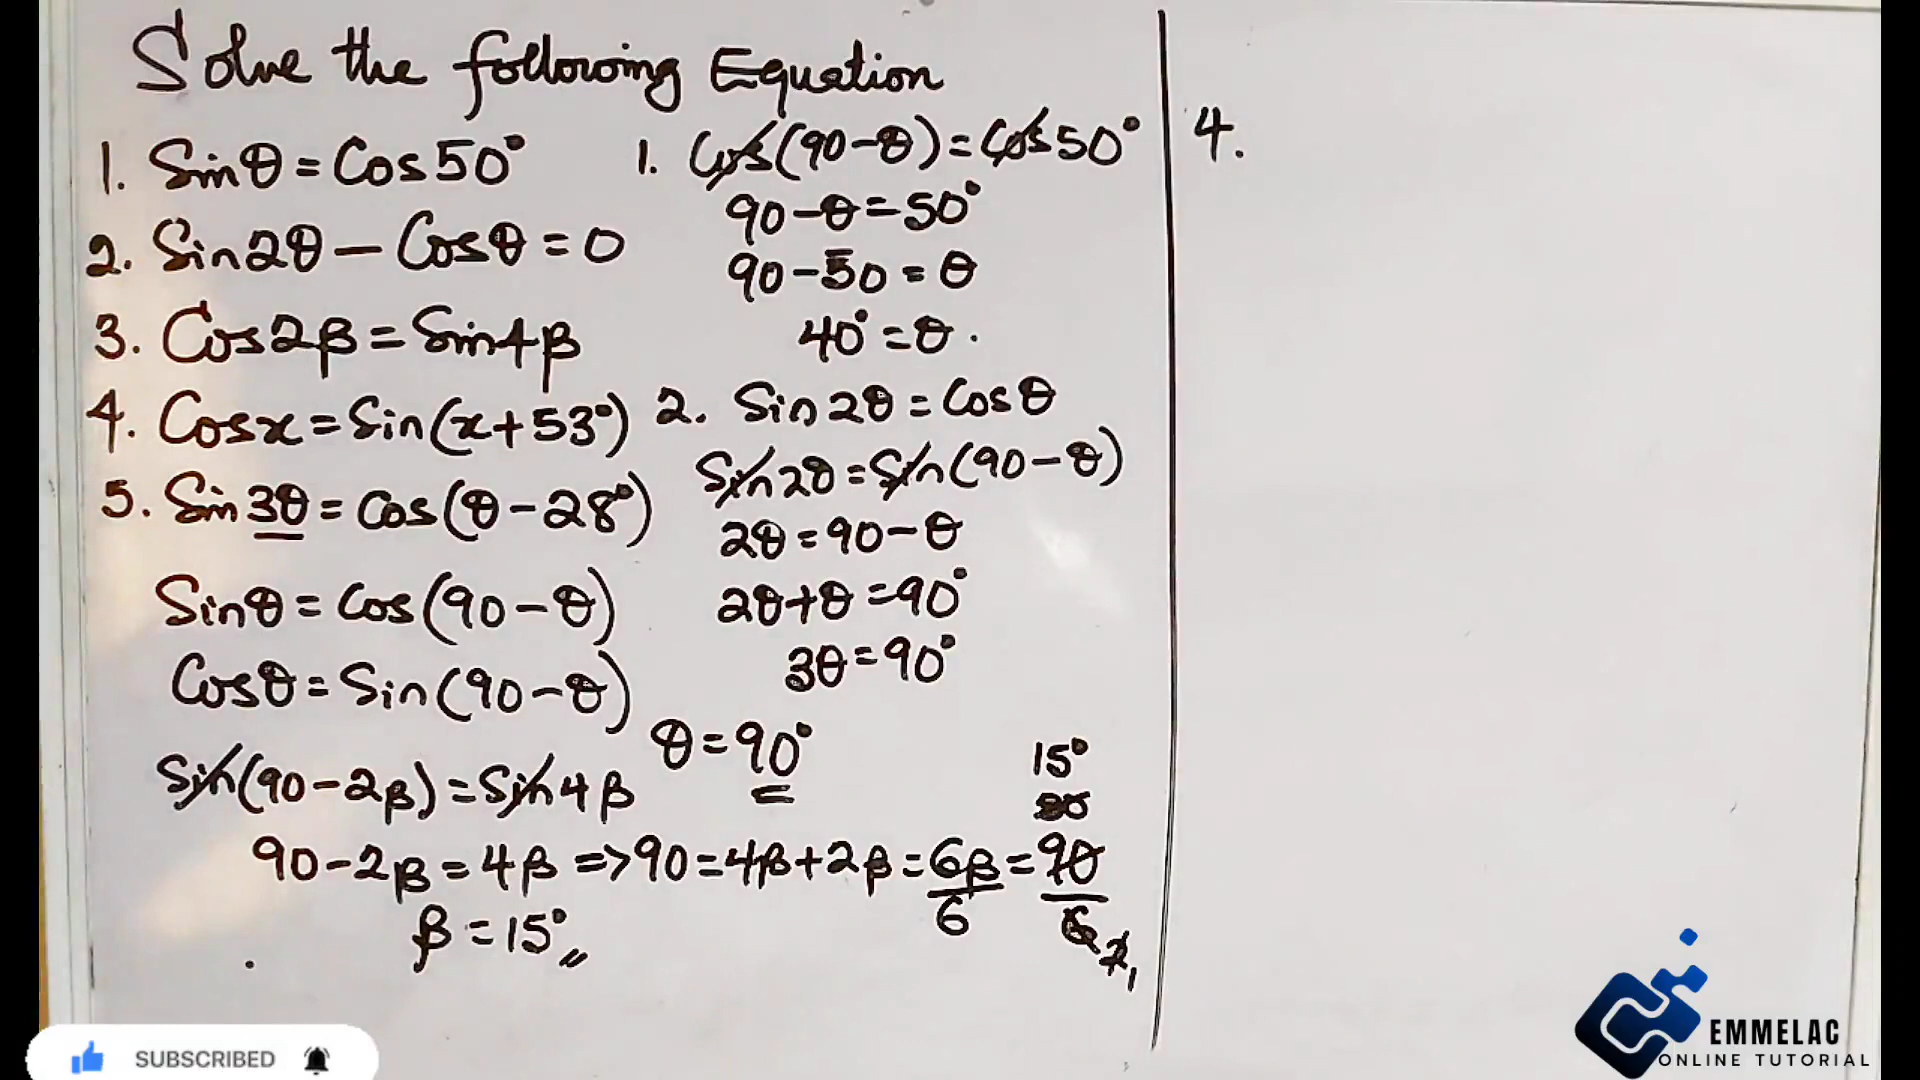 Solve the following Equation
1. Sinθ = Cos50°
2. Sin2θ - Cosθ = 0
3. Cos2β = Sin4β
4. Cosx = Sin(x+53°)
5. Sin3θ = Cos(θ-28°)
Sinθ = Cos(90-θ)
Cosθ = Sin(90-θ)
Sin(90-2β) = Sin4β
90-2β = 4β => 90 = 4β+2β = 6β/6 = 90/6
15°
β = 15°
1. Cos(90-θ) = Cos50°
90-θ = 50°
90-50 = θ
40° = θ.
2. Sin2θ = Cosθ
Sin2θ = Sin(90-θ)
2θ = 90-θ
2θ+θ = 90°
3θ = 90°
θ = 90°
4.
SUBSCRIBED
EMMELAC
ONLINE TUTORIAL